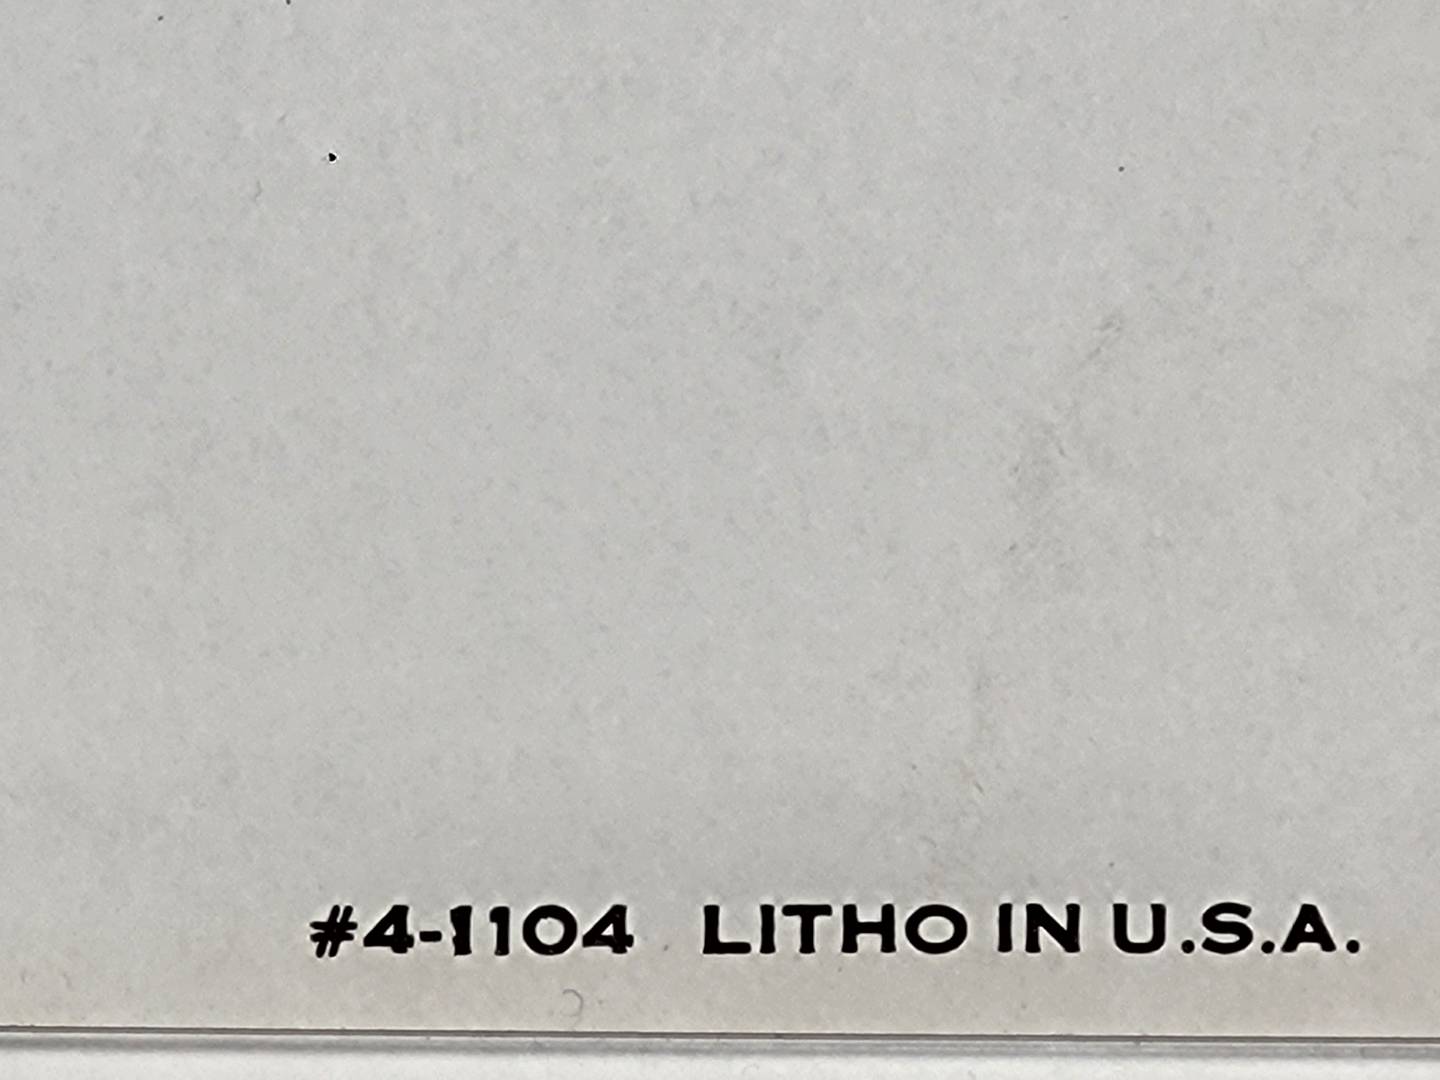 #4-1104 LITHO IN U.S.A.